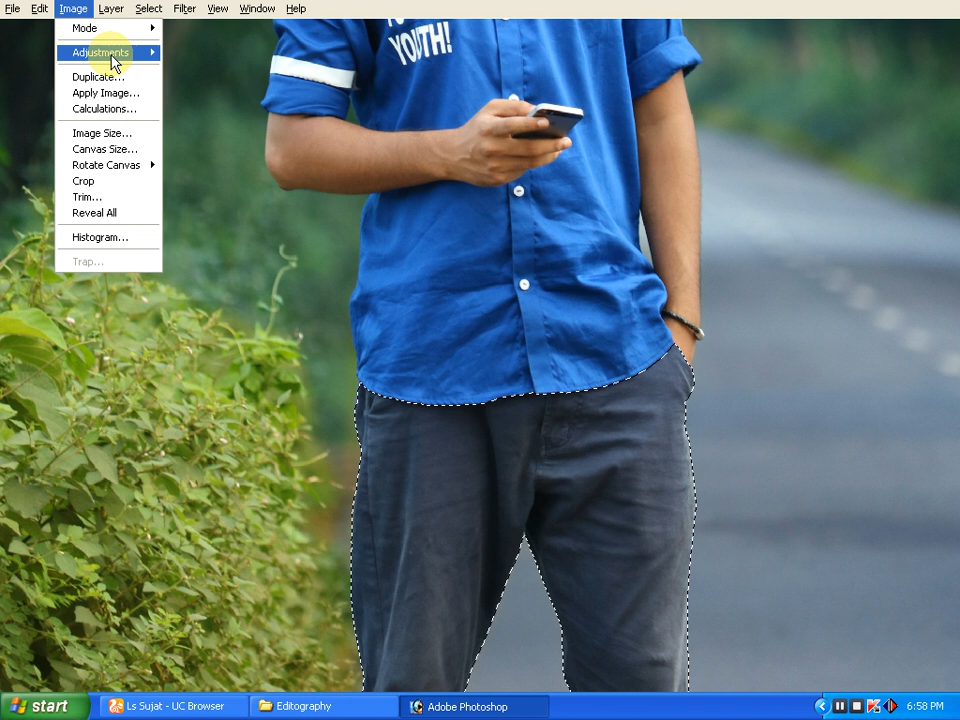 File Edit Image Layer Select Filter View Window Help
Mode
Adjustments
Duplicate...
Apply Image...
Calculations...
Image Size...
Canvas Size...
Rotate Canvas
Crop
Trim...
Reveal All
Histogram...
Trap...
YOUTH!
start Ls Sujat - UC Browser Editography Adobe Photoshop 6:58 PM